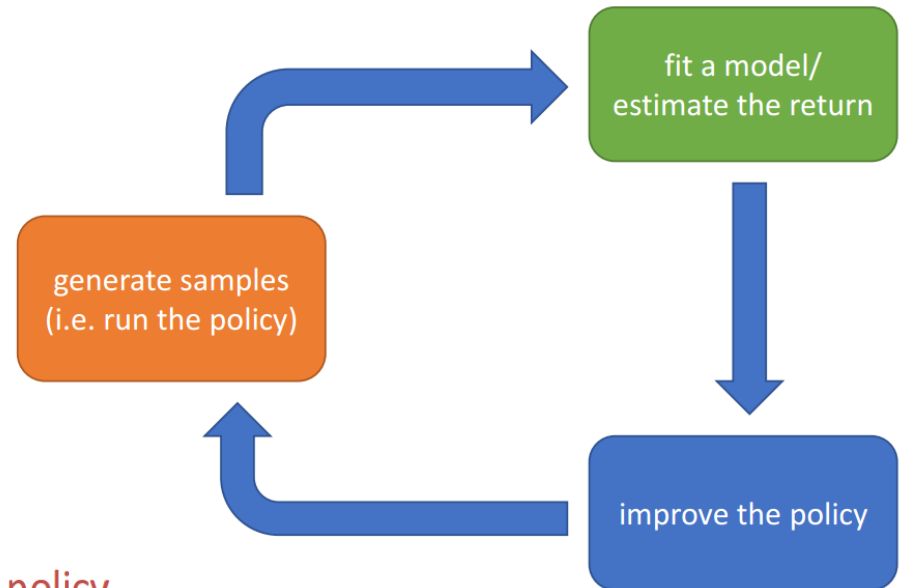 fit a model/
estimate the return
generate samples
(i.e. run the policy)
improve the policy
policy